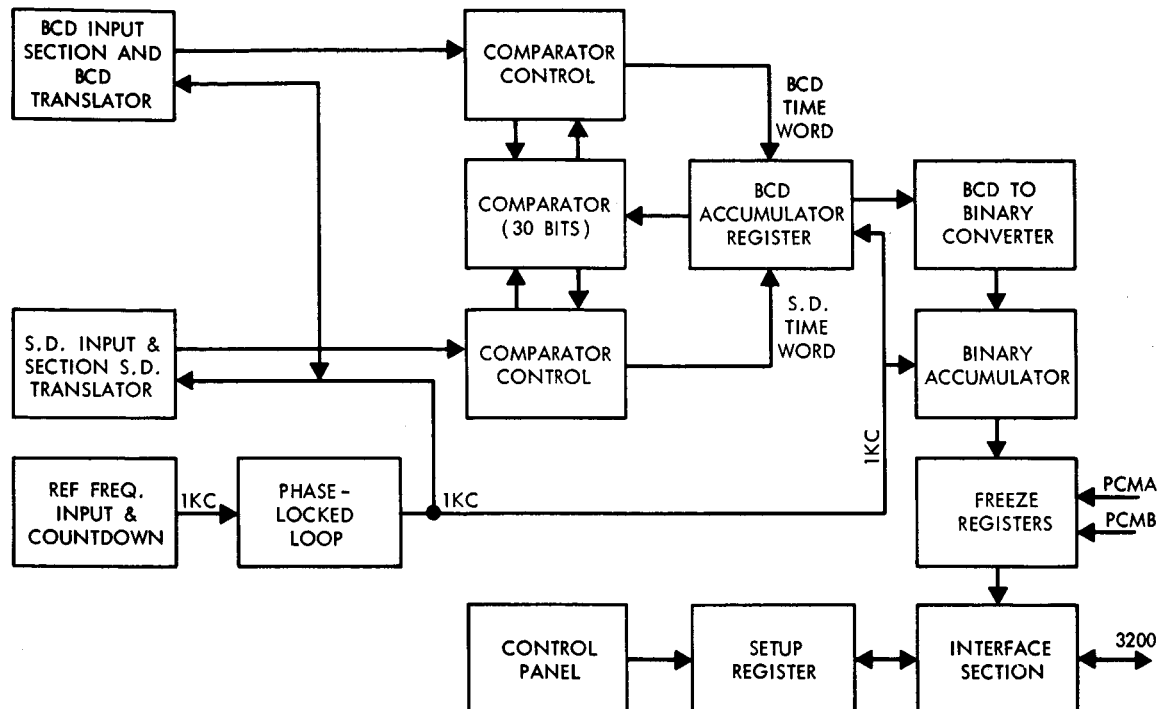 BCD INPUT
SECTION AND
BCD
TRANSLATOR
COMPARATOR
CONTROL
BCD
TIME
WORD
COMPARATOR
(30 BITS)
BCD
ACCUMULATOR
REGISTER
BCD TO
BINARY
CONVERTER
S.D. INPUT &
SECTION S.D.
TRANSLATOR
COMPARATOR
CONTROL
S.D.
TIME
WORD
BINARY
ACCUMULATOR
1KC
REF FREQ.
INPUT &
COUNTDOWN
1KC
PHASE-
LOCKED
LOOP
1KC
FREEZE
REGISTERS
PCMA
PCMB
CONTROL
PANEL
SETUP
REGISTER
INTERFACE
SECTION
3200